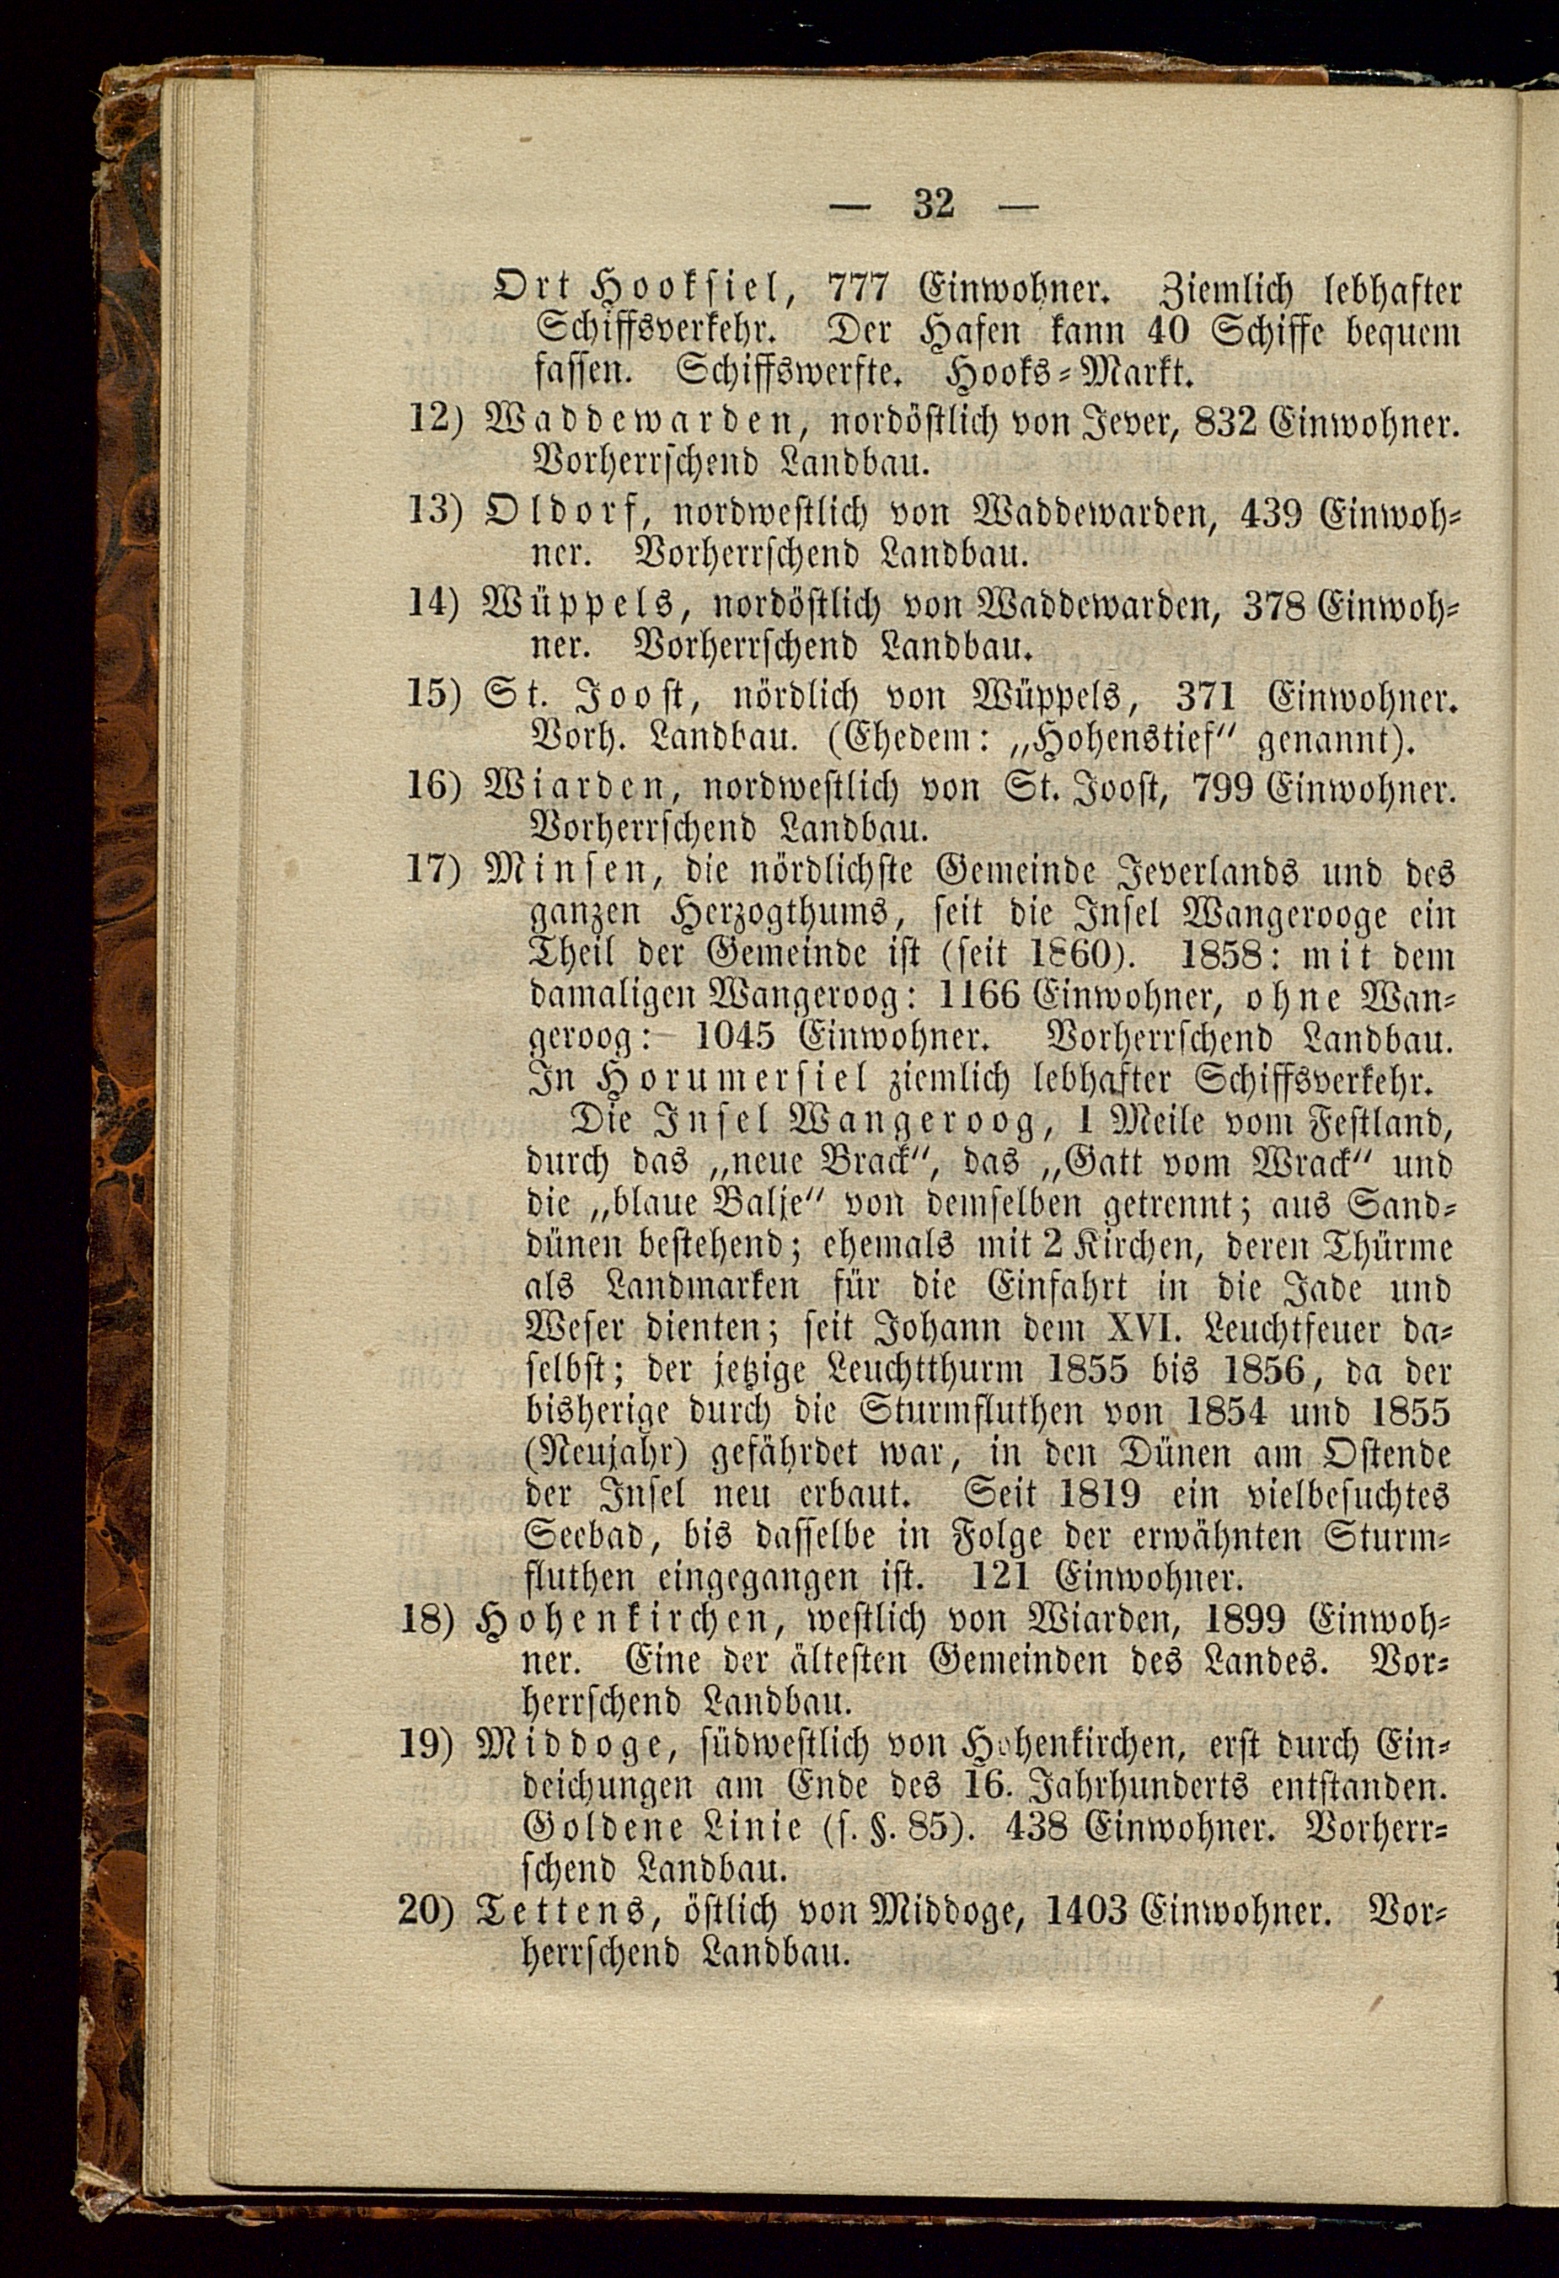 — 32 —
Ort Hooksiel, 777 Einwohner. Ziemlich lebhafter
Schiffsverkehr. Der Hafen kann 40 Schiffe bequem
fassen. Schiffswerfte. Hooks-Markt.
12) Waddewarden, nordöstlich von Jever, 832 Einwohner.
Vorherrschend Landbau.
13) Oldorf, nordwestlich von Waddewarden, 439 Einwoh-
ner. Vorherrschend Landbau.
14) Wüppels, nordöstlich von Waddewarden, 378 Einwoh-
ner. Vorherrschend Landbau.
15) St. Joost, nördlich von Wüppels, 371 Einwohner.
Vorh. Landbau. (Ehedem: „Hohenstief“ genannt).
16) Wiarden, nordwestlich von St. Joost, 799 Einwohner.
Vorherrschend Landbau.
17) Minsen, die nördlichste Gemeinde Jeverlands und des
ganzen Herzogthums, seit die Insel Wangerooge ein
Theil der Gemeinde ist (seit 1860). 1858: mit dem
damaligen Wangeroog: 1166 Einwohner, ohne Wan-
geroog: 1045 Einwohner. Vorherrschend Landbau.
In Horumersiel ziemlich lebhafter Schiffsverkehr.
Die Insel Wangeroog, 1 Meile vom Festland,
durch das „neue Brack“, das „Gatt vom Wrack“ und
die „blaue Balje“ von demselben getrennt; aus Sand-
dünen bestehend; ehemals mit 2 Kirchen, deren Thürme
als Landmarken für die Einfahrt in die Jade und
Weser dienten; seit Johann dem XVI. Leuchtfeuer da-
selbst; der jetzige Leuchtthurm 1855 bis 1856, da der
bisherige durch die Sturmfluthen von 1854 und 1855
(Neujahr) gefährdet war, in den Dünen am Ostende
der Insel neu erbaut. Seit 1819 ein vielbesuchtes
Seebad, bis dasselbe in Folge der erwähnten Sturm-
fluthen eingegangen ist. 121 Einwohner.
18) Hohenkirchen, westlich von Wiarden, 1899 Einwoh-
ner. Eine der ältesten Gemeinden des Landes. Vor-
herrschend Landbau.
19) Middoge, südwestlich von Hohenkirchen, erst durch Ein-
deichungen am Ende des 16. Jahrhunderts entstanden.
Goldene Linie (s. §. 85). 438 Einwohner. Vorherr-
schend Landbau.
20) Tettens, östlich von Middoge, 1403 Einwohner. Vor-
herrschend Landbau.